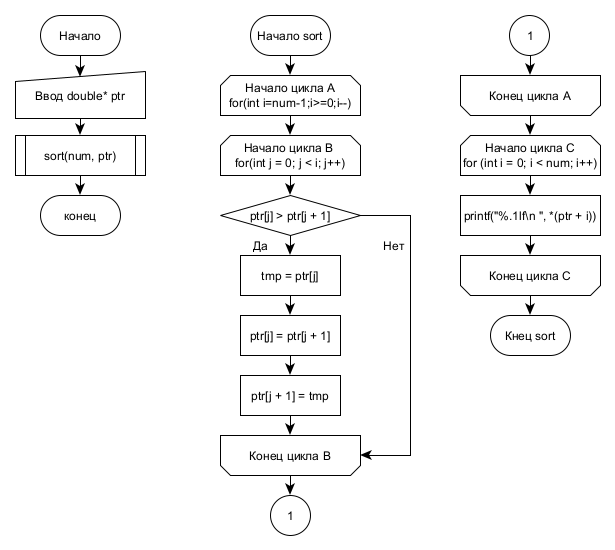 Начало
Ввод double* ptr
sort(num, ptr)
конец
Начало sort
Начало цикла A
for(int i=num-1;i>=0;i--)
Начало цикла B
for(int j = 0; j < i; j++)
ptr[j] > ptr[j + 1]
Да
Нет
tmp = ptr[j]
ptr[j] = ptr[j + 1]
ptr[j + 1] = tmp
Конец цикла B
1
1
Конец цикла A
Начало цикла C
for (int i = 0; i < num; i++)
printf("%.1lf\n ", *(ptr + i))
Конец цикла C
Кнец sort